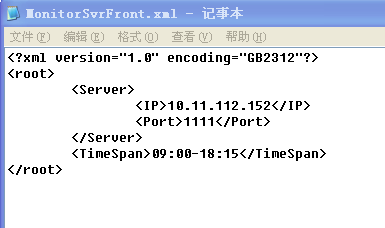 MonitorSvrFront.xml - 记事本
文件(F) 编辑(E) 格式(O) 查看(V) 帮助(H)
<?xml version="1.0" encoding="GB2312"?>
<root>
        <Server>
                <IP>10.11.112.152</IP>
                <Port>1111</Port>
        </Server>
        <TimeSpan>09:00-18:15</TimeSpan>
</root>